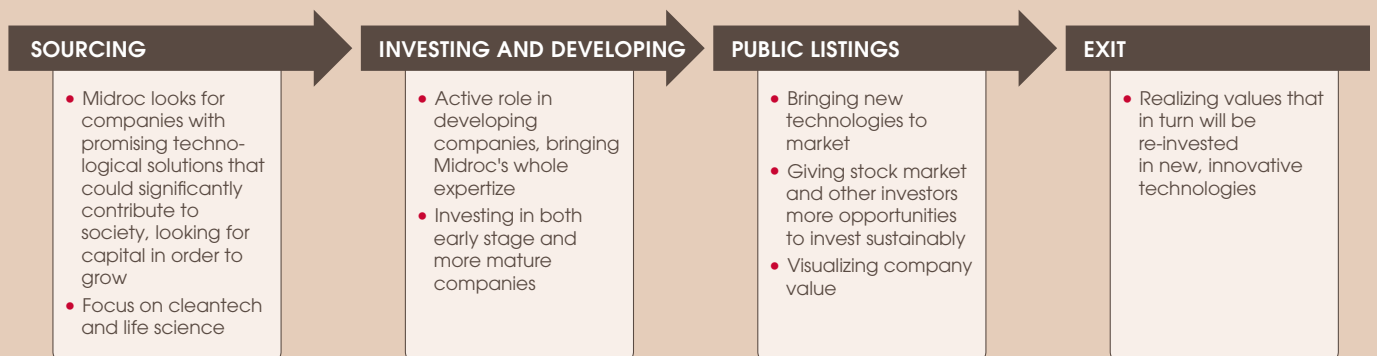 SOURCING
• Midroc looks for
companies with
promising techno-
logical solutions that
could significantly
contribute to
society, looking for
capital in order to
grow
• Focus on cleantech
and life science
INVESTING AND DEVELOPING
• Active role in
developing
companies, bringing
Midroc's whole
expertize
• Investing in both
early stage and
more mature
companies
PUBLIC LISTINGS
• Bringing new
technologies to
market
• Giving stock market
and other investors
more opportunities
to invest sustainably
• Visualizing company
value
EXIT
• Realizing values that
in turn will be
re-invested
in new, innovative
technologies